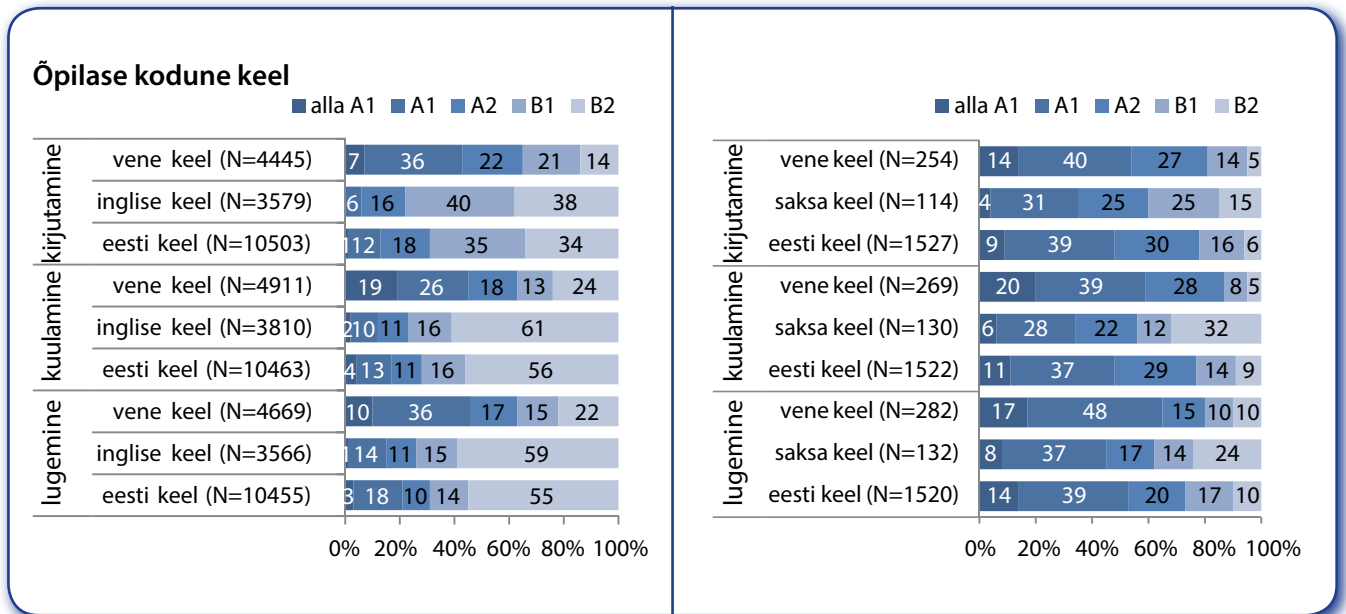 Õpilase kodune keel
alla A1 A1 A2 B1 B2
kirjutamine
vene keel (N=4445) 7 36 22 21 14
inglise keel (N=3579) 6 16 40 38
eesti keel (N=10503) 1 12 18 35 34
kuulamine
vene keel (N=4911) 19 26 18 13 24
inglise keel (N=3810) 2 10 11 16 61
eesti keel (N=10463) 4 13 11 16 56
lugemine
vene keel (N=4669) 10 36 17 15 22
inglise keel (N=3566) 1 14 11 15 59
eesti keel (N=10455) 3 18 10 14 55
0% 20% 40% 60% 80% 100%
alla A1 A1 A2 B1 B2
kirjutamine
vene keel (N=254) 14 40 27 14 5
saksa keel (N=114) 4 31 25 25 15
eesti keel (N=1527) 9 39 30 16 6
kuulamine
vene keel (N=269) 20 39 28 8 5
saksa keel (N=130) 6 28 22 12 32
eesti keel (N=1522) 11 37 29 14 9
lugemine
vene keel (N=282) 17 48 15 10 10
saksa keel (N=132) 8 37 17 14 24
eesti keel (N=1520) 14 39 20 17 10
0% 20% 40% 60% 80% 100%